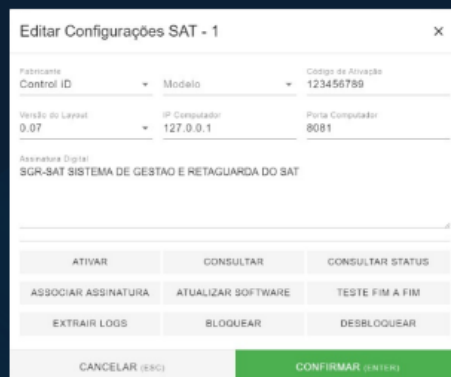 Editar Configurações SAT - 1 ×
Fabricante
Control iD
Modelo
Código de Ativação
123456789
Versão do Layout
0.07
IP Computador
127.0.0.1
Porta Computador
8081
Assinatura Digital
SGR-SAT SISTEMA DE GESTAO E RETAGUARDA DO SAT
ATIVAR CONSULTAR CONSULTAR STATUS
ASSOCIAR ASSINATURA ATUALIZAR SOFTWARE TESTE FIM A FIM
EXTRAIR LOGS BLOQUEAR DESBLOQUEAR
CANCELAR (ESC) CONFIRMAR (ENTER)